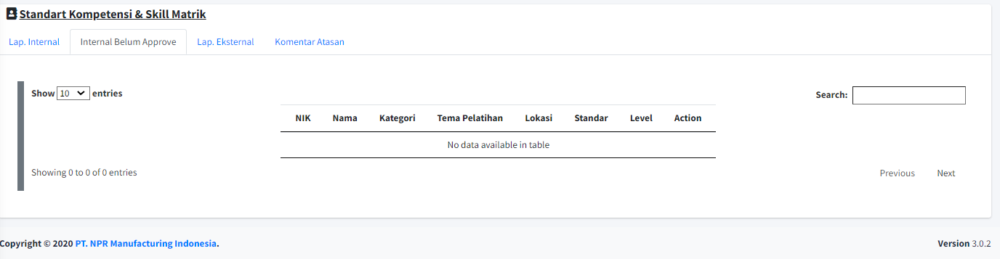 Standart Kompetensi & Skill Matrik
Lap. Internal Internal Belum Approve Lap. Eksternal Komentar Atasan
Show 10 entries Search:
NIK Nama Kategori Tema Pelatihan Lokasi Standar Level Action
No data available in table
Showing 0 to 0 of 0 entries Previous Next
Copyright © 2020 PT. NPR Manufacturing Indonesia. Version 3.0.2